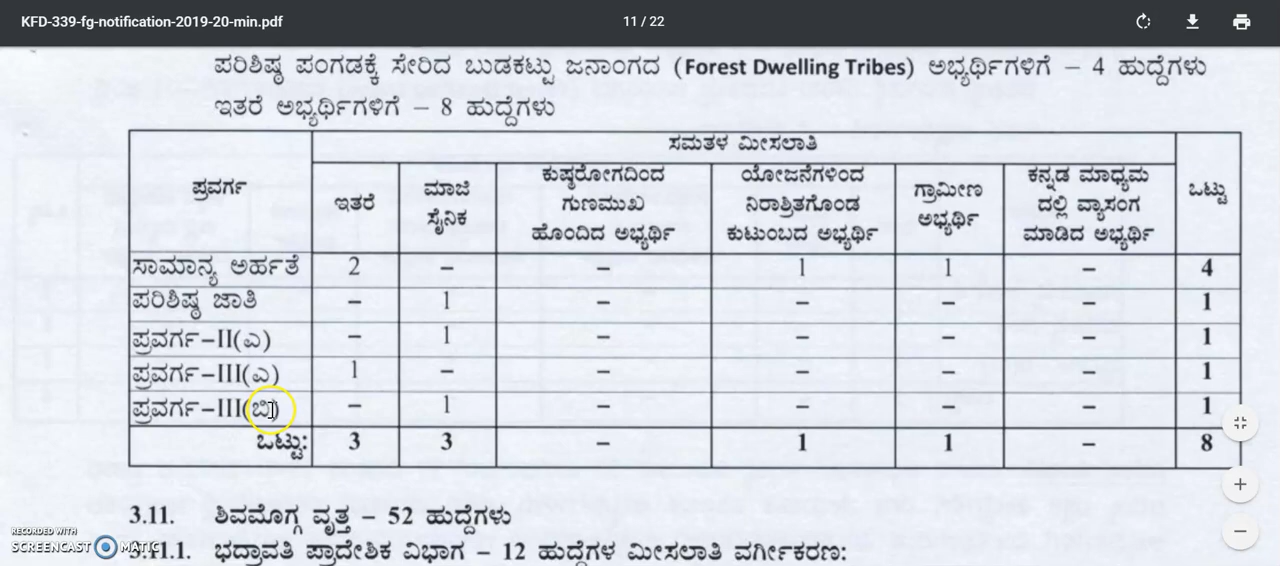 KFD-339-fg-notification-2019-20-min.pdf 11 / 22
ಪರಿಶಿಷ್ಠ ಪಂಗಡಕ್ಕೆ ಸೇರಿದ ಬುಡಕಟ್ಟು ಜನಾಂಗದ (Forest Dwelling Tribes) ಅಭ್ಯರ್ಥಿಗಳಿಗೆ – 4 ಹುದ್ದೆಗಳು
ಇತರೆ ಅಭ್ಯರ್ಥಿಗಳಿಗೆ – 8 ಹುದ್ದೆಗಳು
ಸಮತಳ ಮೀಸಲಾತಿ
ಪ್ರವರ್ಗ ಇತರೆ ಮಾಜಿ ಸೈನಿಕ ಕುಷ್ಠರೋಗದಿಂದ ಗುಣಮುಖ ಹೊಂದಿದ ಅಭ್ಯರ್ಥಿ ಯೋಜನೆಗಳಿಂದ ನಿರಾಶ್ರಿತಗೊಂಡ ಕುಟುಂಬದ ಅಭ್ಯರ್ಥಿ ಗ್ರಾಮೀಣ ಅಭ್ಯರ್ಥಿ ಕನ್ನಡ ಮಾಧ್ಯಮ ದಲ್ಲಿ ವ್ಯಾಸಂಗ ಮಾಡಿದ ಅಭ್ಯರ್ಥಿ ಒಟ್ಟು
ಸಾಮಾನ್ಯ ಅರ್ಹತೆ 2 – – 1 1 – 4
ಪರಿಶಿಷ್ಠ ಜಾತಿ – 1 – – – – 1
ಪ್ರವರ್ಗ-II(ಎ) – 1 – – – – 1
ಪ್ರವರ್ಗ-III(ಎ) 1 – – – – – 1
ಪ್ರವರ್ಗ-III(ಬಿ) – 1 – – – – 1
ಒಟ್ಟು: 3 3 – 1 1 – 8
3.11. ಶಿವಮೊಗ್ಗ ವೃತ್ತ – 52 ಹುದ್ದೆಗಳು
3.11.1. ಭದ್ರಾವತಿ ಪ್ರಾದೇಶಿಕ ವಿಭಾಗ – 12 ಹುದ್ದೆಗಳ ಮೀಸಲಾತಿ ವರ್ಗೀಕರಣ:
RECORDED WITH
SCREENCAST MATIC